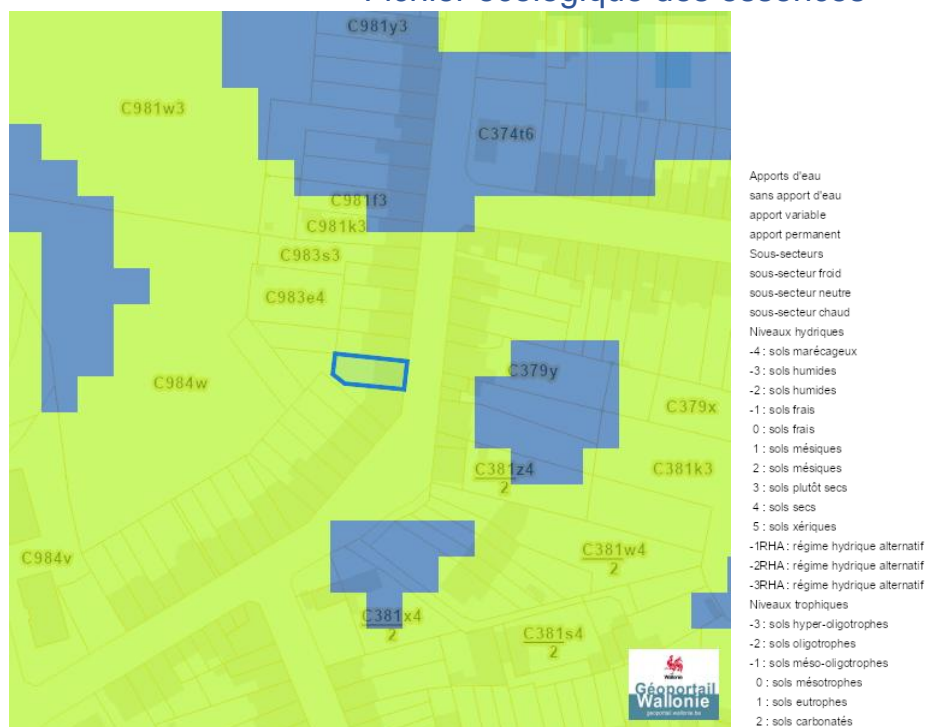 Fichier écologique des essences
C981y3
C981w3
C374t6
C981f3
C981k3
C983s3
C983e4
C984w
C379y
C379x
C381z4
2
C381k3
C984v
C381w4
2
C381x4
2
C381s4
2
Wallonie
Géoportail
Wallonie
geoportail.wallonie.be
Apports d'eau
sans apport d'eau
apport variable
apport permanent
Sous-secteurs
sous-secteur froid
sous-secteur neutre
sous-secteur chaud
Niveaux hydriques
-4 : sols marécageux
-3 : sols humides
-2 : sols humides
-1 : sols frais
0 : sols frais
1 : sols mésiques
2 : sols mésiques
3 : sols plutôt secs
4 : sols secs
5 : sols xériques
-1RHA : régime hydrique alternatif
-2RHA : régime hydrique alternatif
-3RHA : régime hydrique alternatif
Niveaux trophiques
-3 : sols hyper-oligotrophes
-2 : sols oligotrophes
-1 : sols méso-oligotrophes
0 : sols mésotrophes
1 : sols eutrophes
2 : sols carbonatés